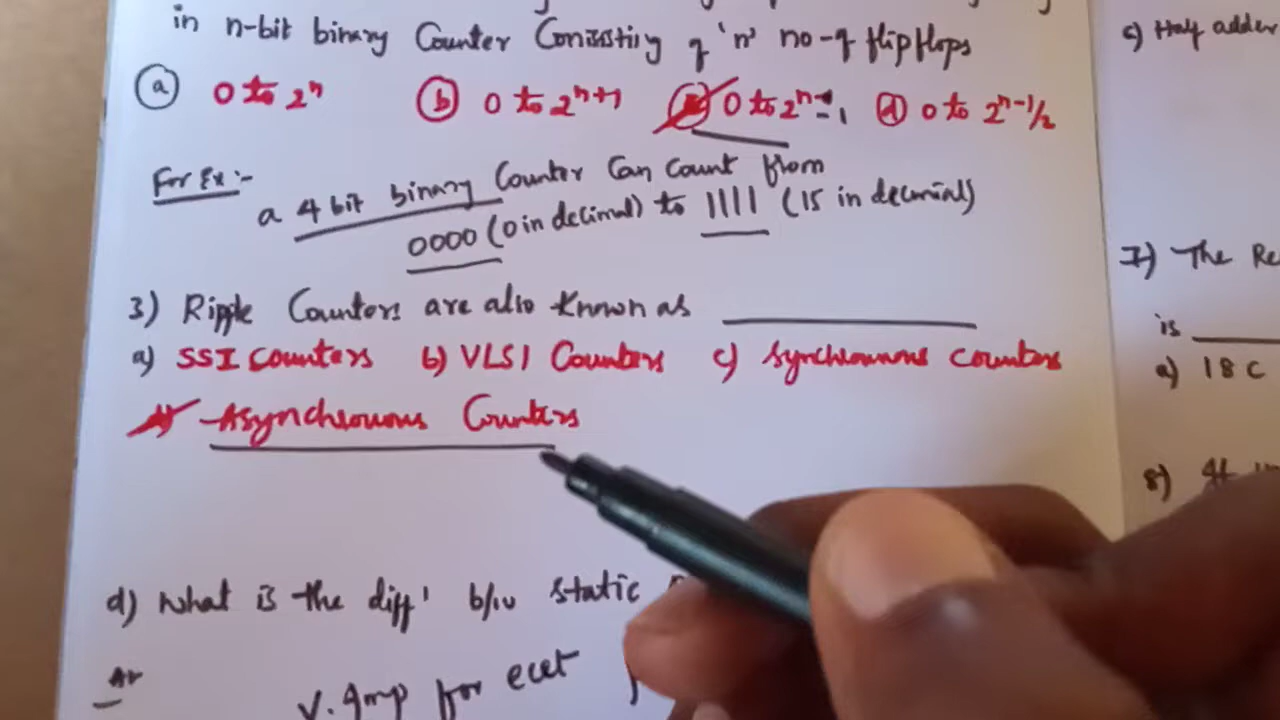 in n-bit binary Counter Consisting of 'n' no-of flipflops
ⓐ 0 to 2ⁿ ⓑ 0 to 2ⁿ⁺¹ ⓒ 0 to 2ⁿ-1 ⓓ 0 to 2ⁿ⁻¹/₂
For Ex:-
a 4 bit binary Counter Can Count from
0000 (0 in decimal) to 1111 (15 in decimal)
3) Ripple Counters are also Known as ________
a) SSI Counters b) VLSI Counters c) Synchronous counters
d) Asynchronous Counters
d) What is the diff' b/w static
V. Imp for ecet
c) Half adder
7) The Re
is ____
a) 18 C
8)